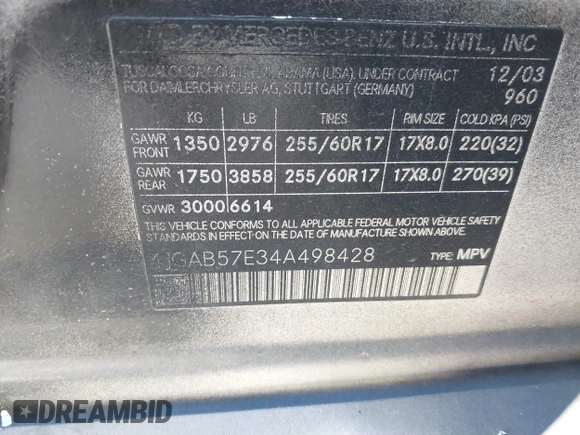 MFD BY MERCEDES-BENZ U.S. INTL., INC
TUSCALOOSA COUNTY, ALABAMA (USA), UNDER CONTRACT
FOR DAIMLERCHRYSLER AG, STUTTGART (GERMANY)
12/03
960
KG LB TIRES RIM SIZE COLD KPA (PSI)
GAWR FRONT 1350 2976 255/60R17 17X8.0 220(32)
GAWR REAR 1750 3858 255/60R17 17X8.0 270(39)
GVWR 3000 6614
THIS VEHICLE CONFORMS TO ALL APPLICABLE FEDERAL MOTOR VEHICLE SAFETY
STANDARDS IN EFFECT ON THE DATE OF MANUFACTURE SHOWN ABOVE.
4JGAB57E34A498428
TYPE: MPV
DREAMBID